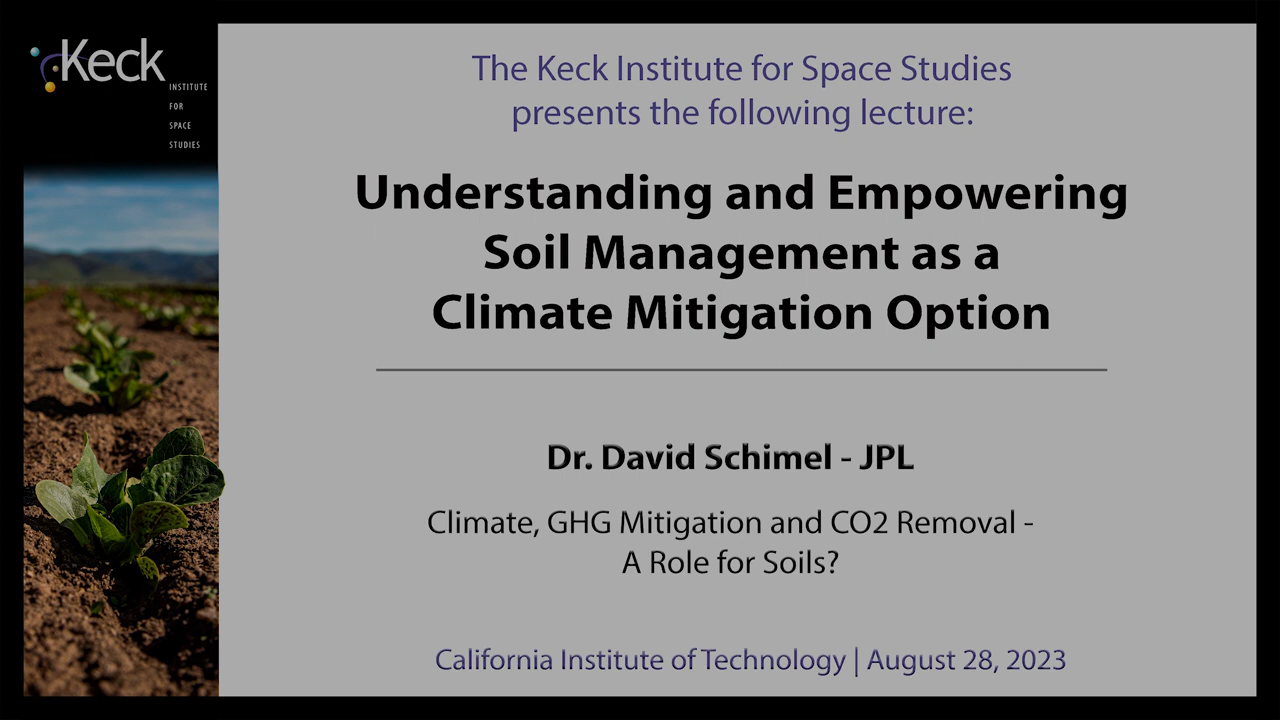 Keck
INSTITUTE
FOR
SPACE
STUDIES
The Keck Institute for Space Studies
presents the following lecture:
Understanding and Empowering
Soil Management as a
Climate Mitigation Option
Dr. David Schimel - JPL
Climate, GHG Mitigation and CO2 Removal -
A Role for Soils?
California Institute of Technology | August 28, 2023